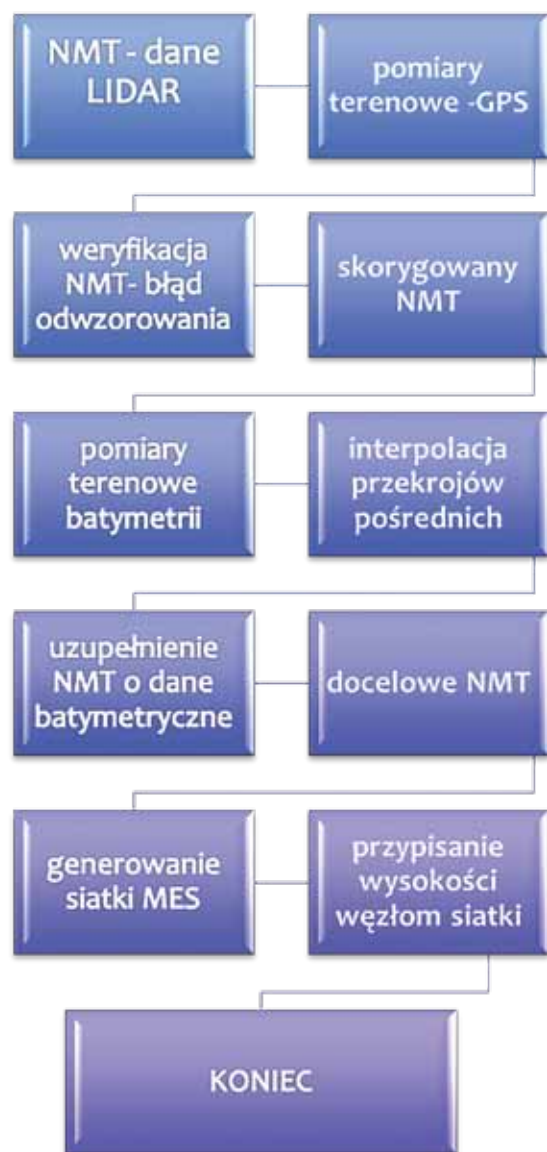 NMT - dane
LIDAR
pomiary
terenowe -GPS
weryfikacja
NMT- błąd
odwzorowania
skorygowany
NMT
pomiary
terenowe
batymetrii
interpolacja
przekrojów
pośrednich
uzupełnienie
NMT o dane
batymetryczne
docelowe NMT
generowanie
siatki MES
przypisanie
wysokości
węzłom siatki
KONIEC